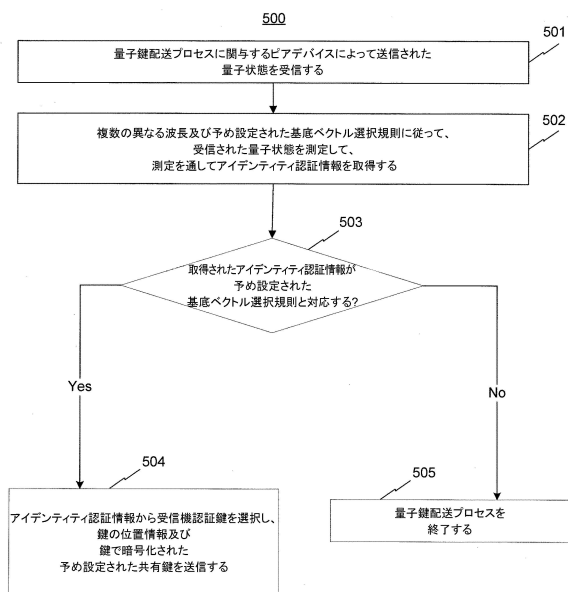 500
501
量子鍵配送プロセスに関与するピアデバイスによって送信された
量子状態を受信する
502
複数の異なる波長及び予め設定された基底ベクトル選択規則に従って、
受信された量子状態を測定して、
測定を通してアイデンティティ認証情報を取得する
503
取得されたアイデンティティ認証情報が
予め設定された
基底ベクトル選択規則と対応する?
Yes
No
504
アイデンティティ認証情報から受信機認証鍵を選択し、
鍵の位置情報及び
鍵で暗号化された
予め設定された共有鍵を送信する
505
量子鍵配送プロセスを
終了する